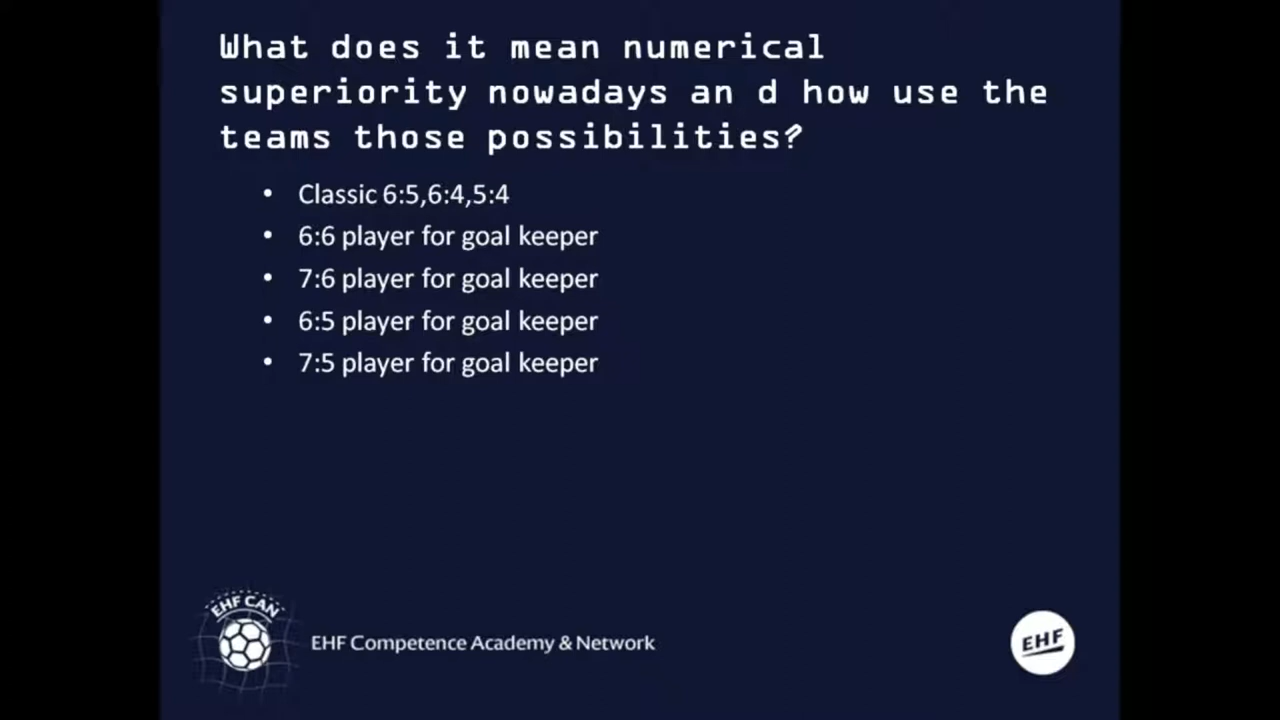 What does it mean numerical
superiority nowadays an d how use the
teams those possibilities?
• Classic 6:5,6:4,5:4
• 6:6 player for goal keeper
• 7:6 player for goal keeper
• 6:5 player for goal keeper
• 7:5 player for goal keeper
EHF CAN
EHF Competence Academy & Network
EHF